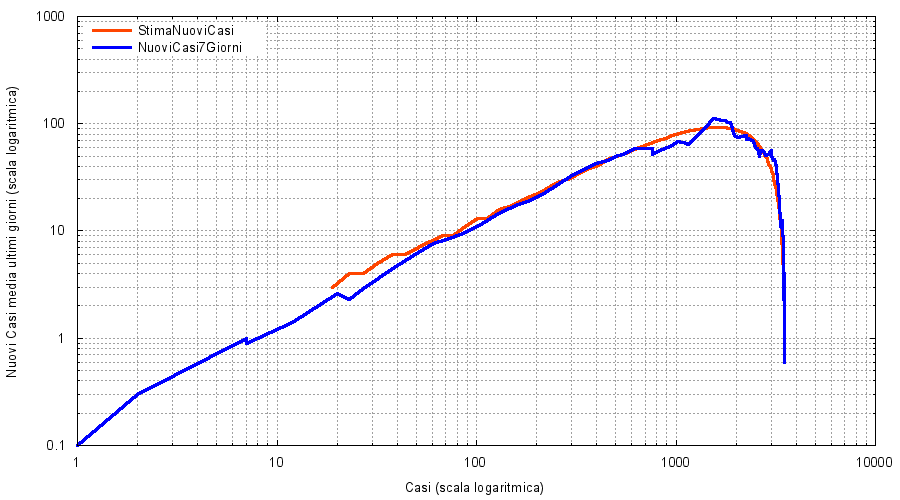 1000
100
10
1
0.1
StimaNuoviCasi
NuoviCasi7Giorni
Nuovi Casi media ultimi giorni (scala logaritmica)
1 10 100 1000 10000
Casi (scala logaritmica)